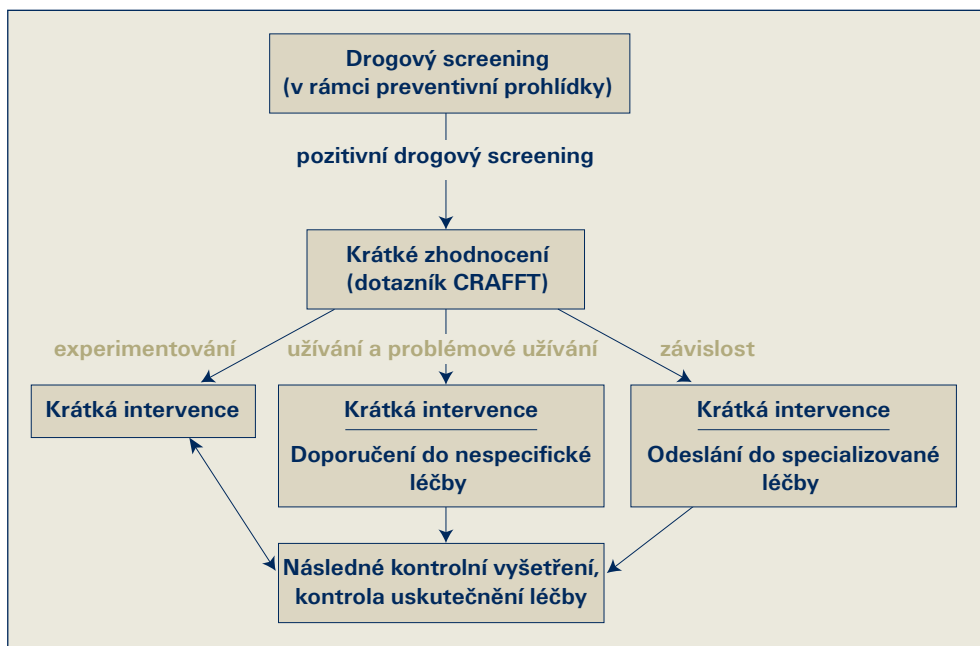 Drogový screening
(v rámci preventivní prohlídky)
pozitivní drogový screening
Krátké zhodnocení
(dotazník CRAFFT)
experimentování
užívání a problémové užívání
závislost
Krátká intervence
Krátká intervence
Doporučení do nespecifické
léčby
Krátká intervence
Odeslání do specializované
léčby
Následné kontrolní vyšetření,
kontrola uskutečnění léčby